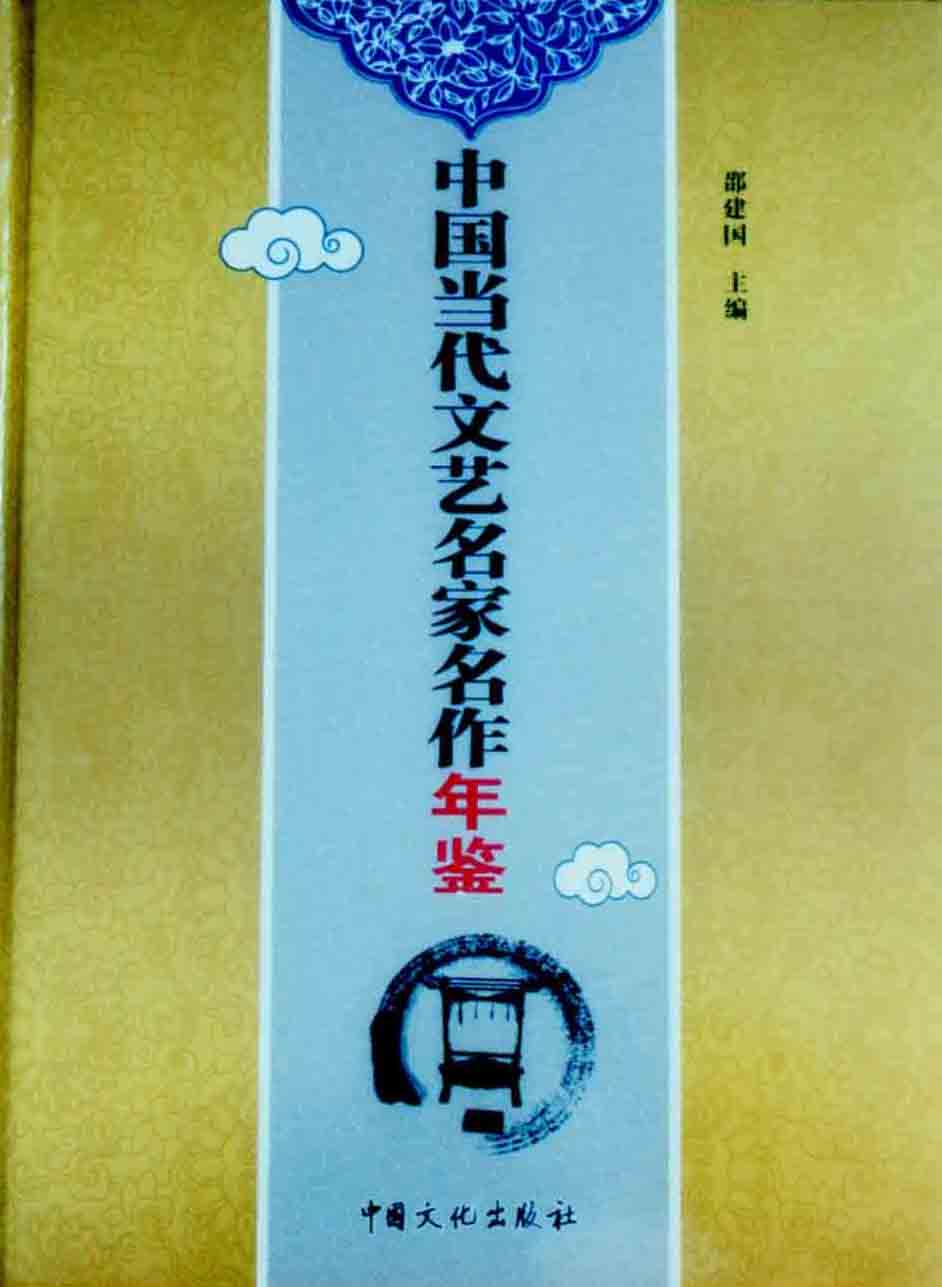 中国当代文艺名家名作年鉴
邵建国 主编
中国文化出版社